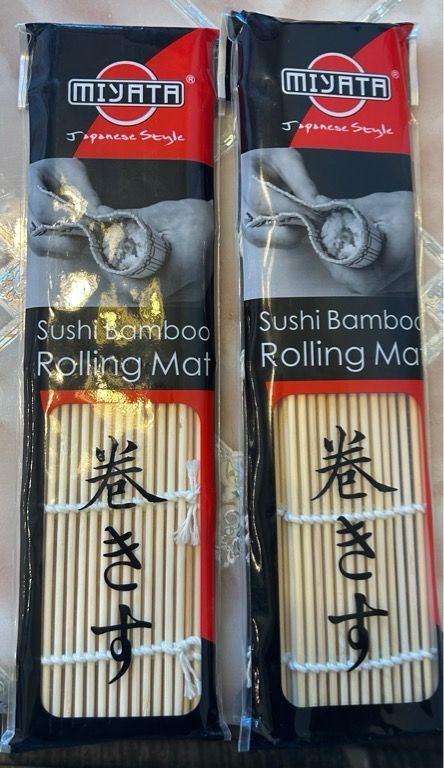 MIYATA®
Japanese Style
Sushi Bamboo
Rolling Mat
巻きす
MIYATA®
Japanese Style
Sushi Bamboo
Rolling Mat
巻きす